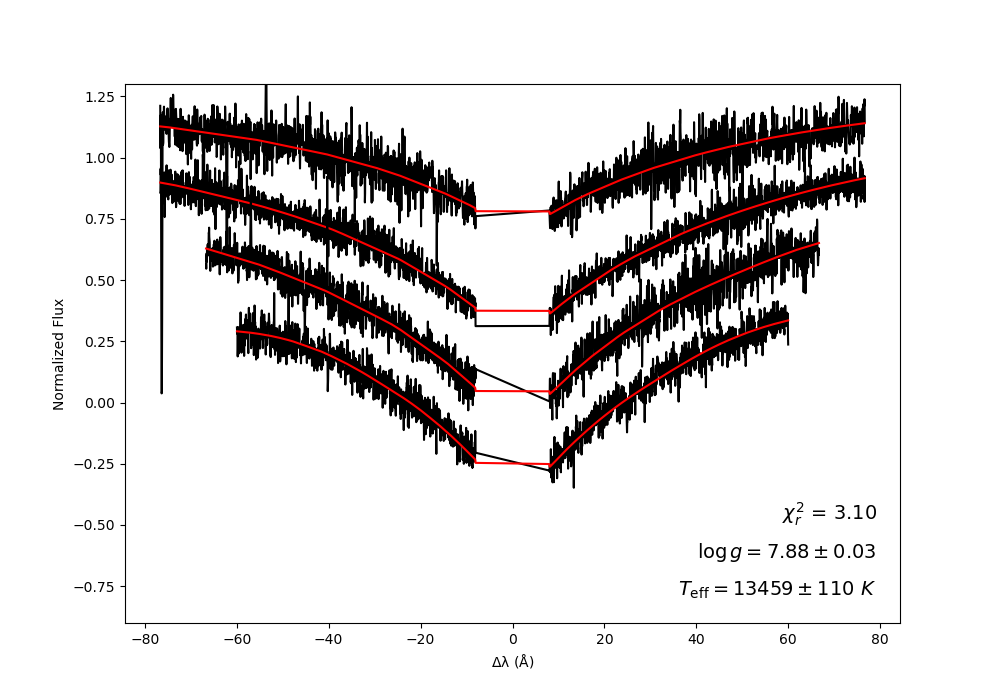 1.25
1.00
0.75
0.50
0.25
0.00
−0.25
−0.50
−0.75
Normalized Flux
χ²ᵣ = 3.10
log g = 7.88 ± 0.03
T_eff = 13459 ± 110 K
−80 −60 −40 −20 0 20 40 60 80
Δλ (Å)